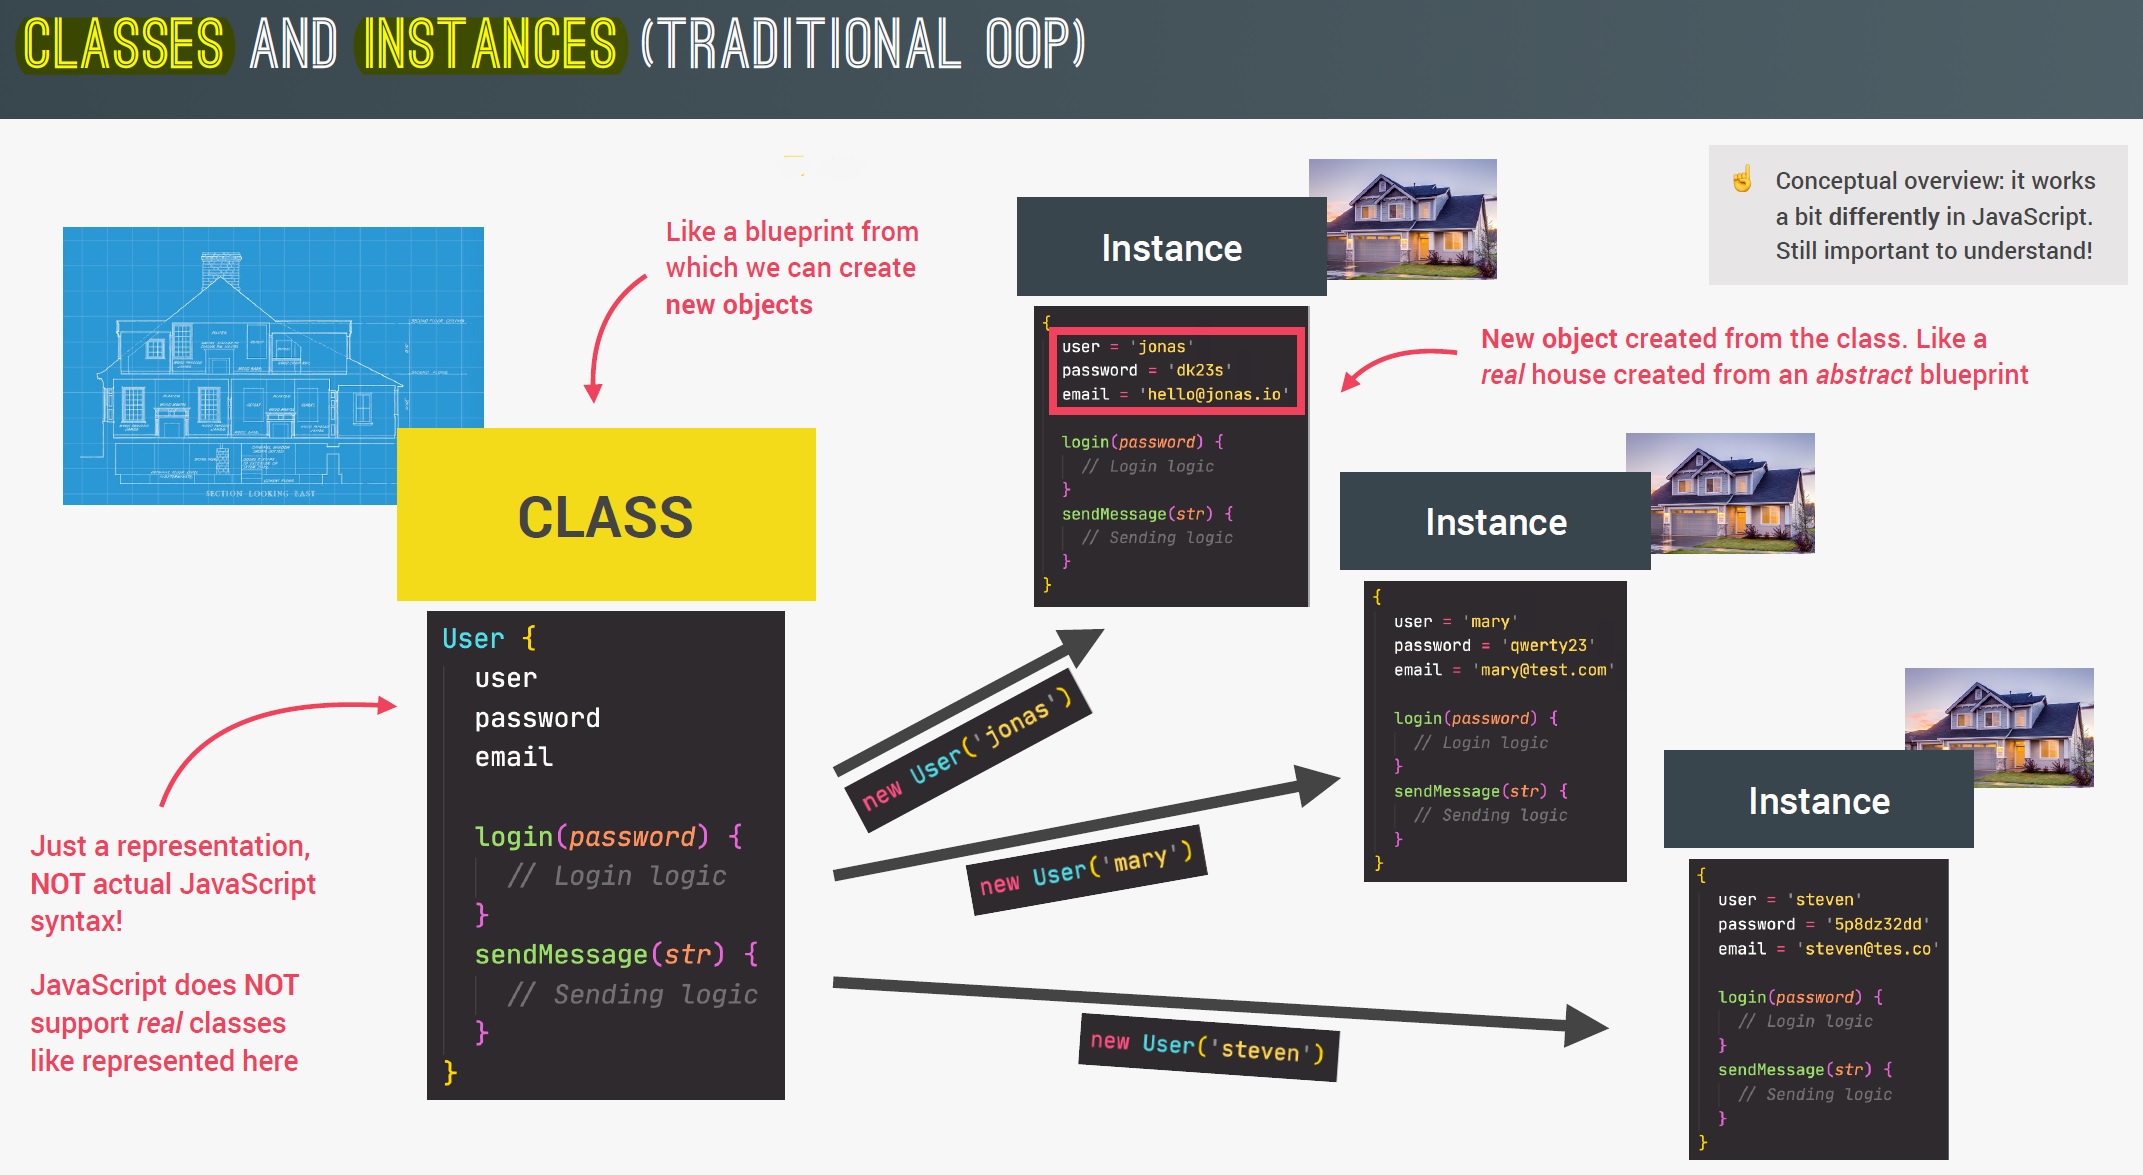 CLASSES AND INSTANCES (TRADITIONAL OOP)
Like a blueprint from
which we can create
new objects
SECTION LOOKING EAST
CLASS
User {
user
password
email
login(password) {
// Login logic
}
sendMessage(str) {
// Sending logic
}
}
Just a representation,
NOT actual JavaScript
syntax!
JavaScript does NOT
support real classes
like represented here
new User('jonas')
new User('mary')
new User('steven')
Instance
{
user = 'jonas'
password = 'dk23s'
email = 'hello@jonas.io'
login(password) {
// Login logic
}
sendMessage(str) {
// Sending logic
}
}
☝ Conceptual overview: it works
a bit differently in JavaScript.
Still important to understand!
New object created from the class. Like a
real house created from an abstract blueprint
Instance
{
user = 'mary'
password = 'qwerty23'
email = 'mary@test.com'
login(password) {
// Login logic
}
sendMessage(str) {
// Sending logic
}
}
Instance
{
user = 'steven'
password = '5p8dz32dd'
email = 'steven@tes.co'
login(password) {
// Login logic
}
sendMessage(str) {
// Sending logic
}
}